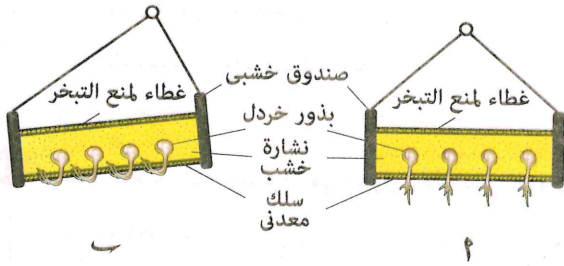 صندوق خشبى
غطاء لمنع التبخر
غطاء لمنع التبخر
بذور خردل
نشارة
خشب
سلك
معدنى
م
ب